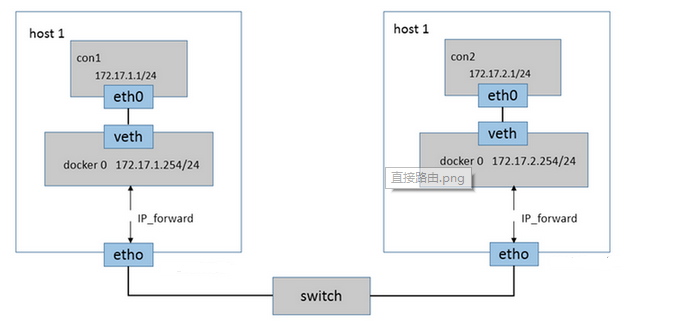 host 1
con1
172.17.1.1/24
eth0
veth
docker 0 172.17.1.254/24
IP_forward
etho
host 1
con2
172.17.2.1/24
eth0
veth
docker 0 172.17.2.254/24
直接路由.png
IP_forward
etho
switch